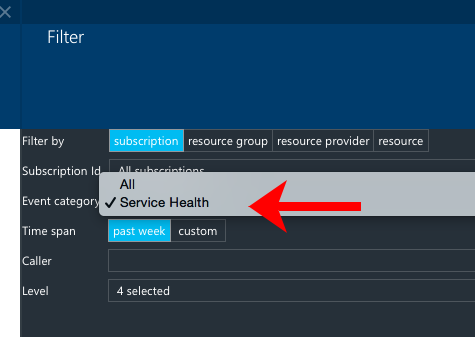 Filter
Filter by subscription resource group resource provider resource
Subscription Id All subscriptions
All
Event category ✓ Service Health
Time span past week custom
Caller
Level 4 selected